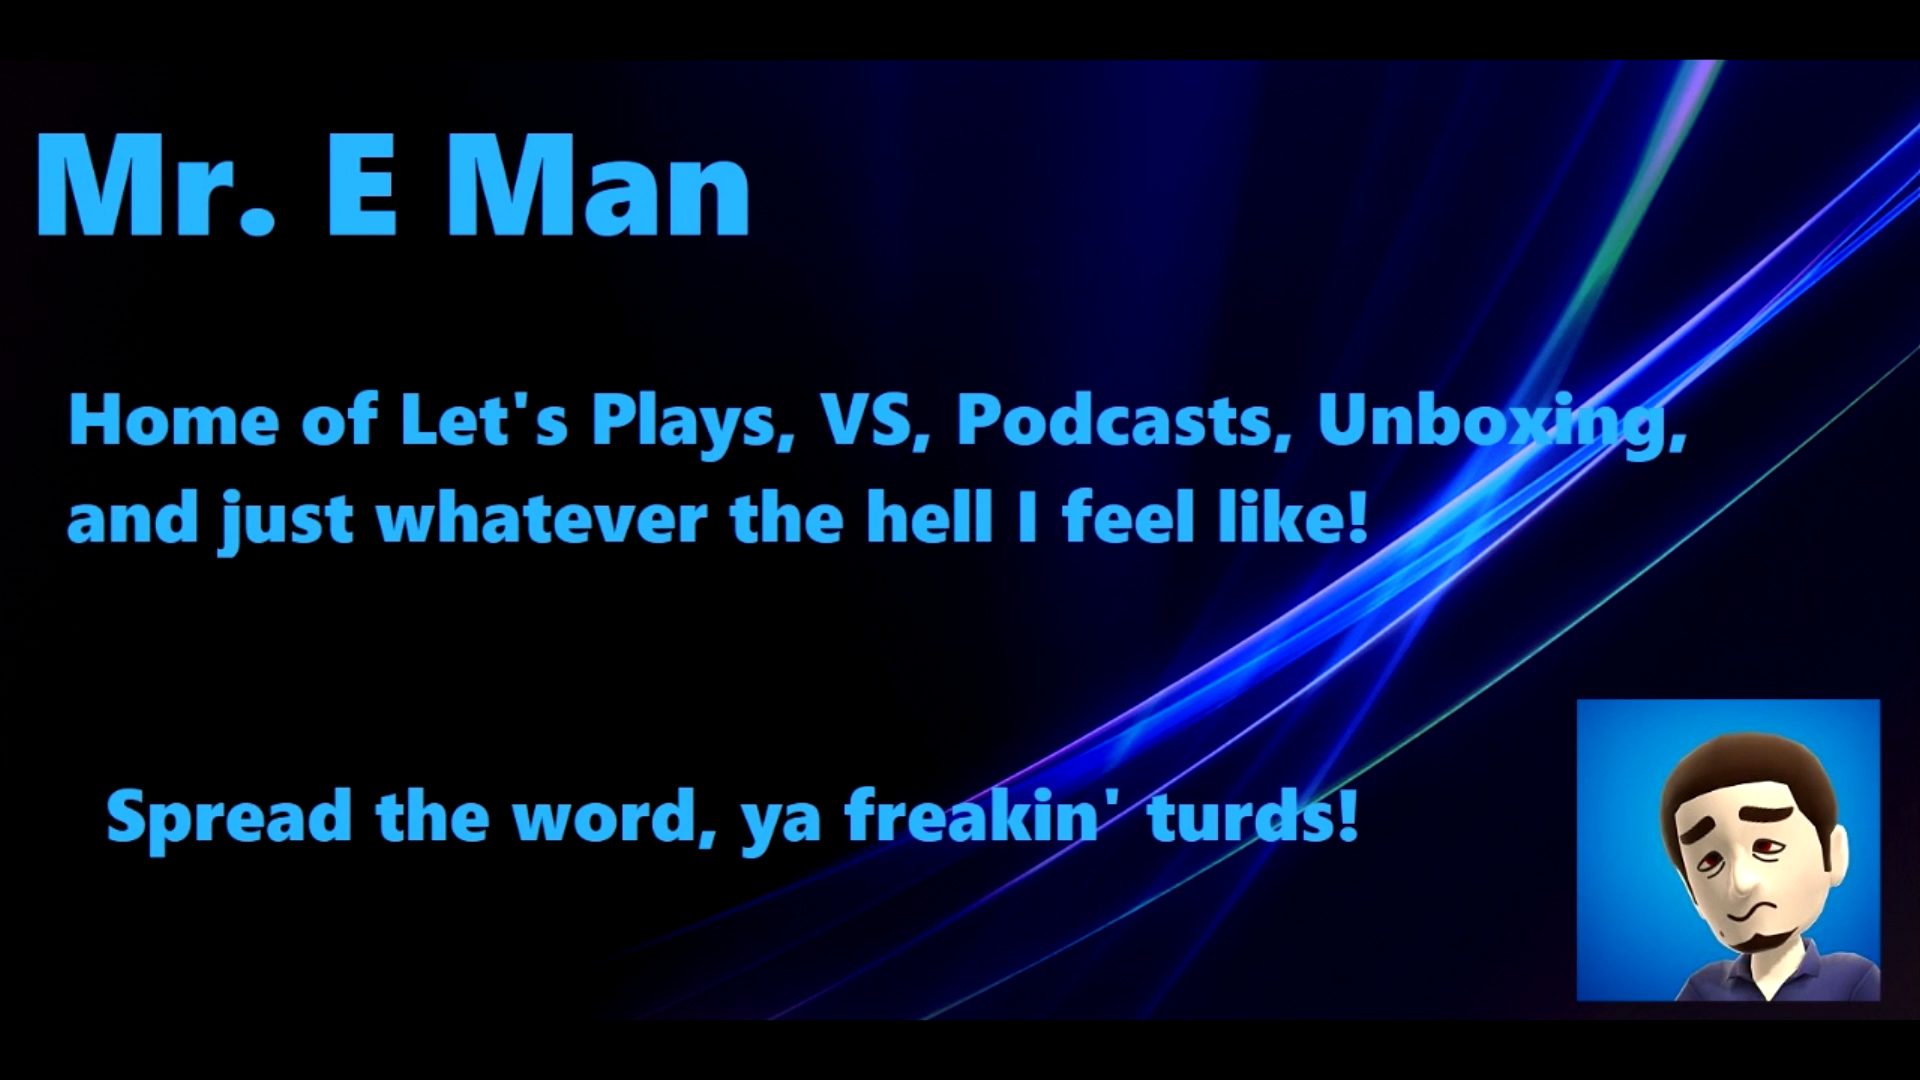 Mr. E Man
Home of Let's Plays, VS, Podcasts, Unboxing,
and just whatever the hell I feel like!
Spread the word, ya freakin' turds!